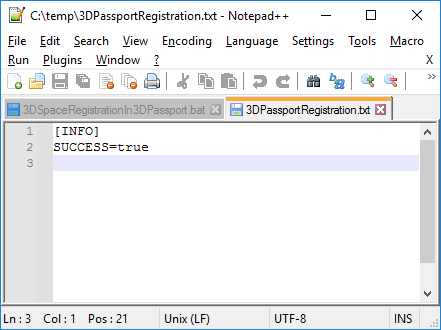 C:\temp\3DPassportRegistration.txt - Notepad++
File Edit Search View Encoding Language Settings Tools Macro
Run Plugins Window ? X
3DSpaceRegistrationIn3DPassport.bat 3DPassportRegistration.txt
1 [INFO]
2 SUCCESS=true
3
Ln : 3 Col : 1 Pos : 21 Unix (LF) UTF-8 INS